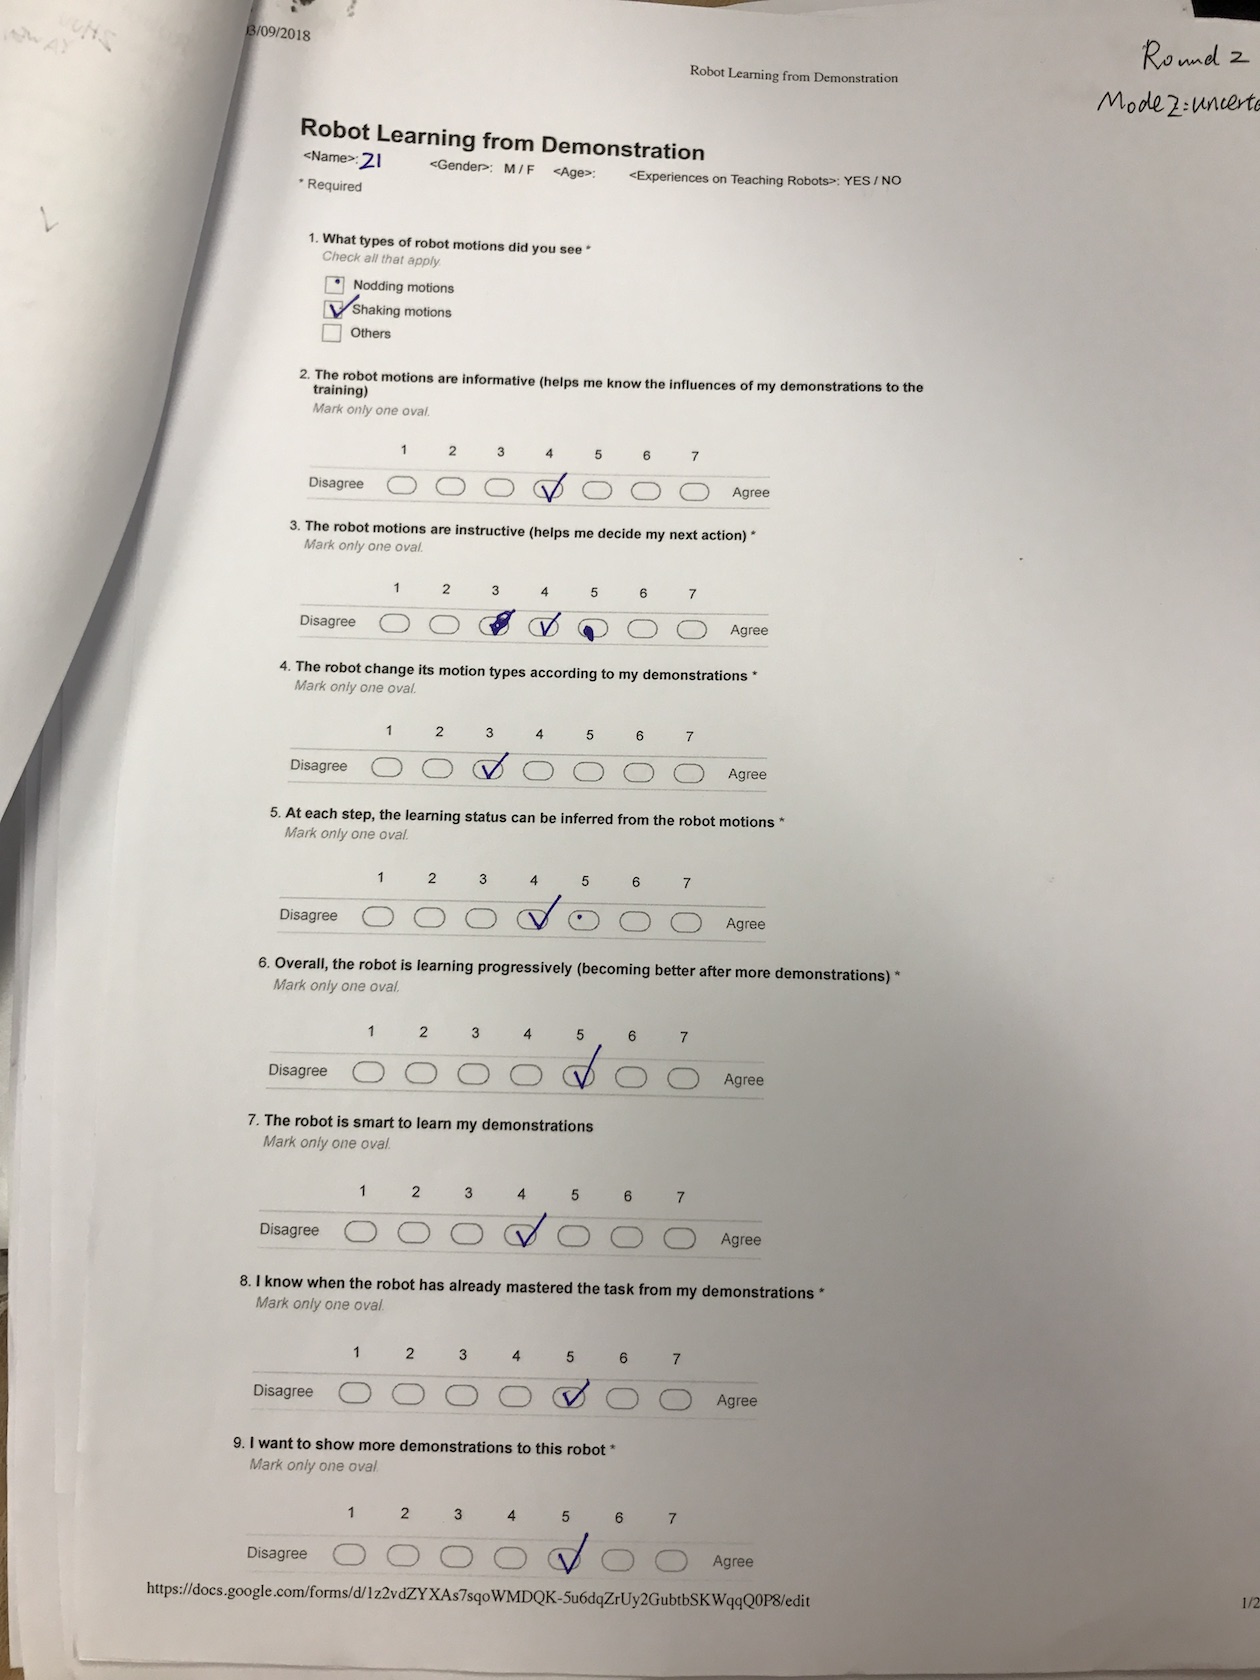 3/09/2018
Robot Learning from Demonstration
Round 2
Mode 2: uncerta
Robot Learning from Demonstration
<Name>: 21 <Gender>: M / F <Age>: <Experiences on Teaching Robots>: YES / NO
* Required
1. What types of robot motions did you see *
Check all that apply.
Nodding motions
Shaking motions
Others
2. The robot motions are informative (helps me know the influences of my demonstrations to the
training)
Mark only one oval.
1 2 3 4 5 6 7
Disagree Agree
3. The robot motions are instructive (helps me decide my next action) *
Mark only one oval.
1 2 3 4 5 6 7
Disagree Agree
4. The robot change its motion types according to my demonstrations *
Mark only one oval.
1 2 3 4 5 6 7
Disagree Agree
5. At each step, the learning status can be inferred from the robot motions *
Mark only one oval.
1 2 3 4 5 6 7
Disagree Agree
6. Overall, the robot is learning progressively (becoming better after more demonstrations) *
Mark only one oval.
1 2 3 4 5 6 7
Disagree Agree
7. The robot is smart to learn my demonstrations
Mark only one oval.
1 2 3 4 5 6 7
Disagree Agree
8. I know when the robot has already mastered the task from my demonstrations *
Mark only one oval.
1 2 3 4 5 6 7
Disagree Agree
9. I want to show more demonstrations to this robot *
Mark only one oval.
1 2 3 4 5 6 7
Disagree Agree
https://docs.google.com/forms/d/1z2vdZYXAs7sqoWMDQK-5u6dqZrUy2GubtbSKWqqQ0P8/edit
1/2